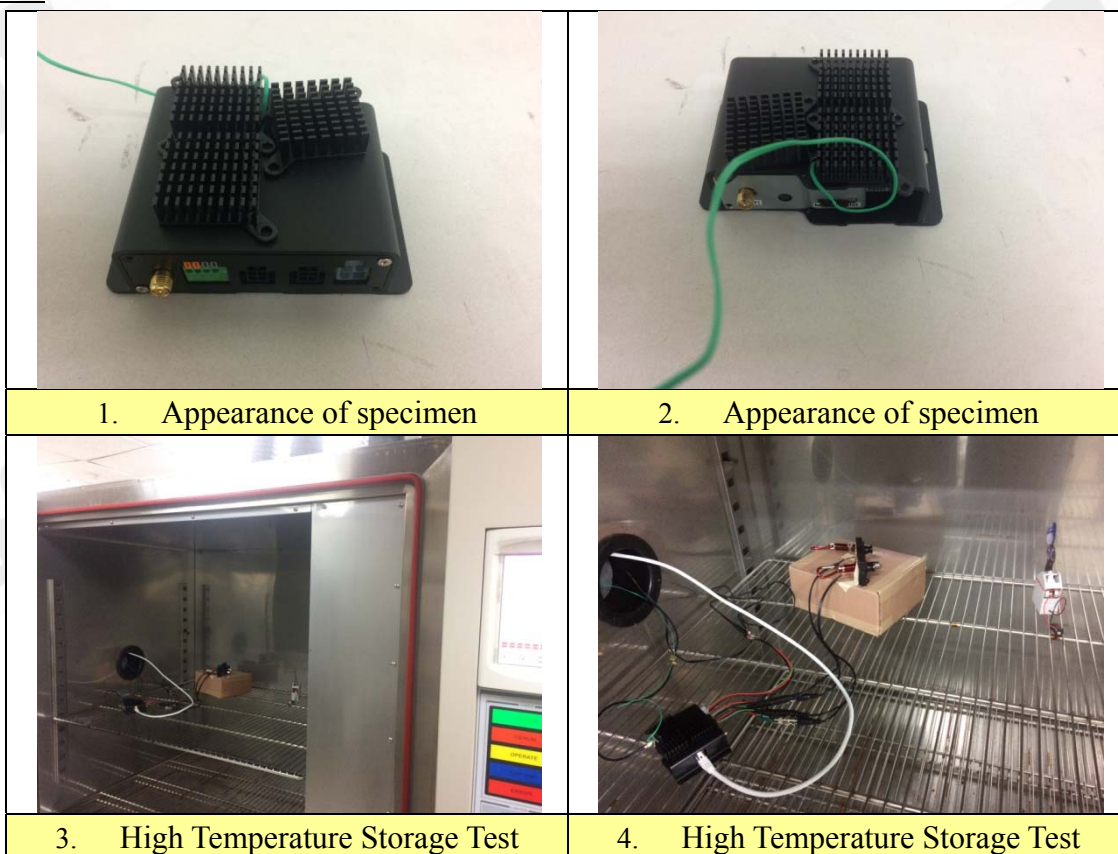 1. Appearance of specimen
2. Appearance of specimen
3. High Temperature Storage Test
4. High Temperature Storage Test
OPERATE